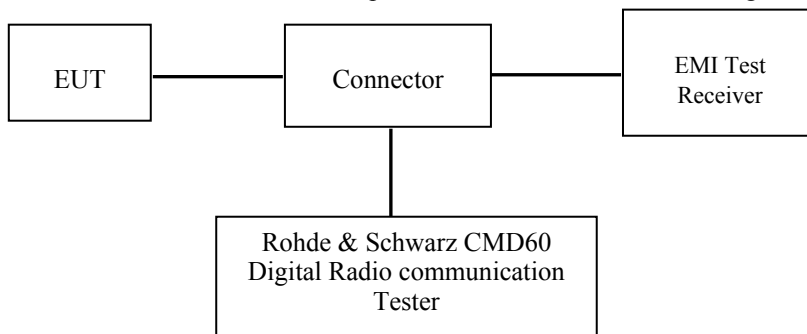 EUT
Connector
EMI Test
Receiver
Rohde & Schwarz CMD60
Digital Radio communication
Tester